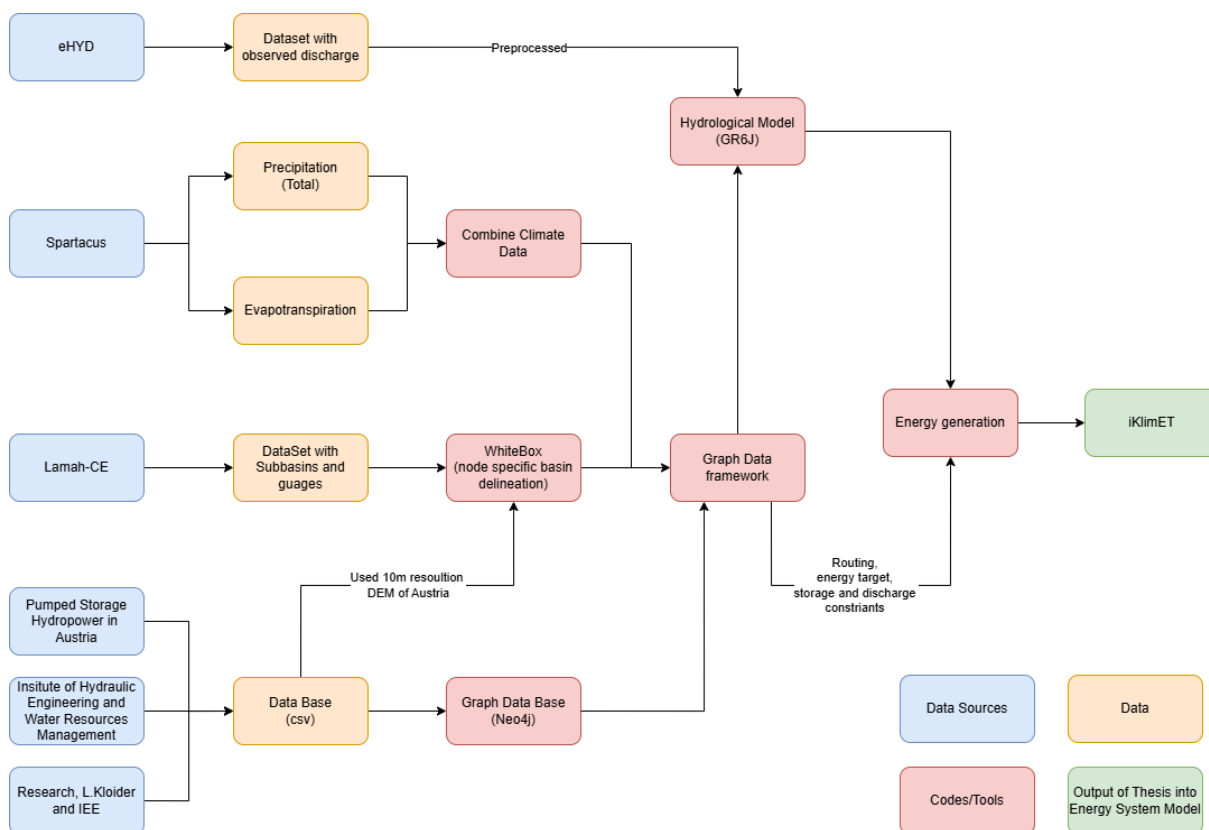 eHYD
Dataset with
observed discharge
Preprocessed
Hydrological Model
(GR6J)
Precipitation
(Total)
Spartacus
Combine Climate
Data
Evapotranspiration
Energy generation
iKlimET
Lamah-CE
DataSet with
Subbasins and
guages
WhiteBox
(node specific basin
delineation)
Graph Data
framework
Used 10m resoultion
DEM of Austria
Routing,
energy target,
storage and discharge
constriants
Pumped Storage
Hydropower in
Austria
Insitute of Hydraulic
Engineering and
Water Resources
Management
Data Base
(csv)
Graph Data Base
(Neo4j)
Research, L.Kloider
and IEE
Data Sources
Data
Codes/Tools
Output of Thesis into
Energy System Model